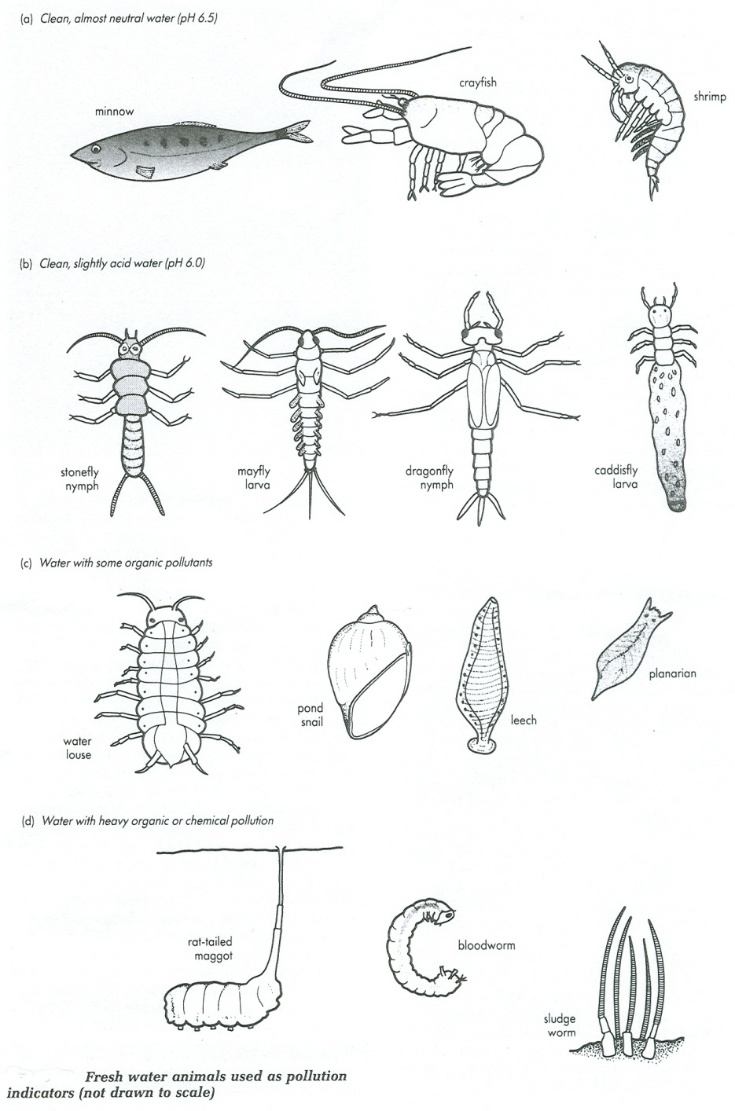 (a) Clean, almost neutral water (pH 6.5)
crayfish
shrimp
minnow
(b) Clean, slightly acid water (pH 6.0)
stonefly
nymph
mayfly
larva
dragonfly
nymph
caddisfly
larva
(c) Water with some organic pollutants
water
louse
pond
snail
leech
planarian
(d) Water with heavy organic or chemical pollution
rat-tailed
maggot
bloodworm
sludge
worm
Fresh water animals used as pollution
indicators (not drawn to scale)